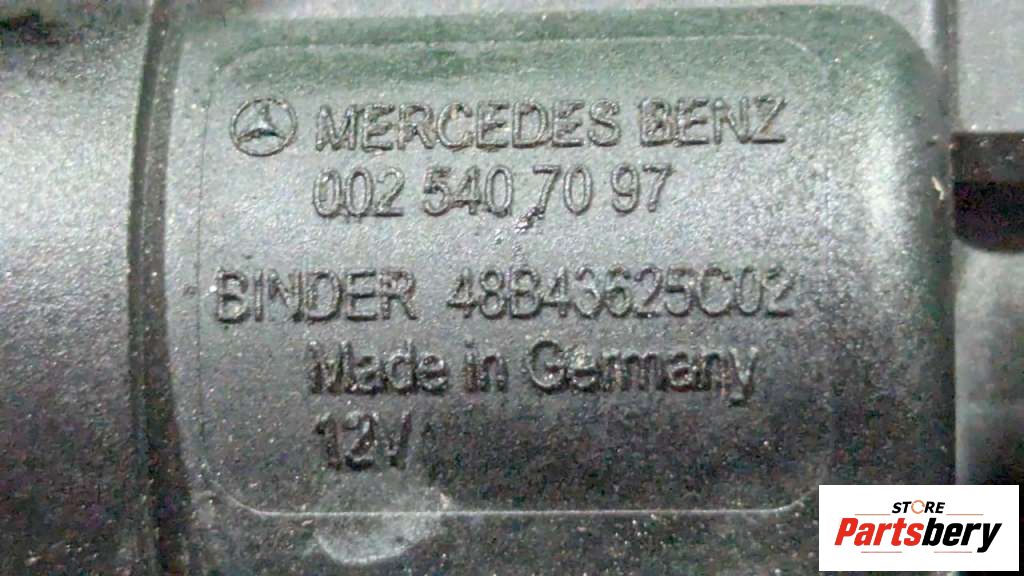 MERCEDES BENZ
002 540 70 97
BINDER 48B43625C02
Made in Germany
12V
STORE
Partsbery